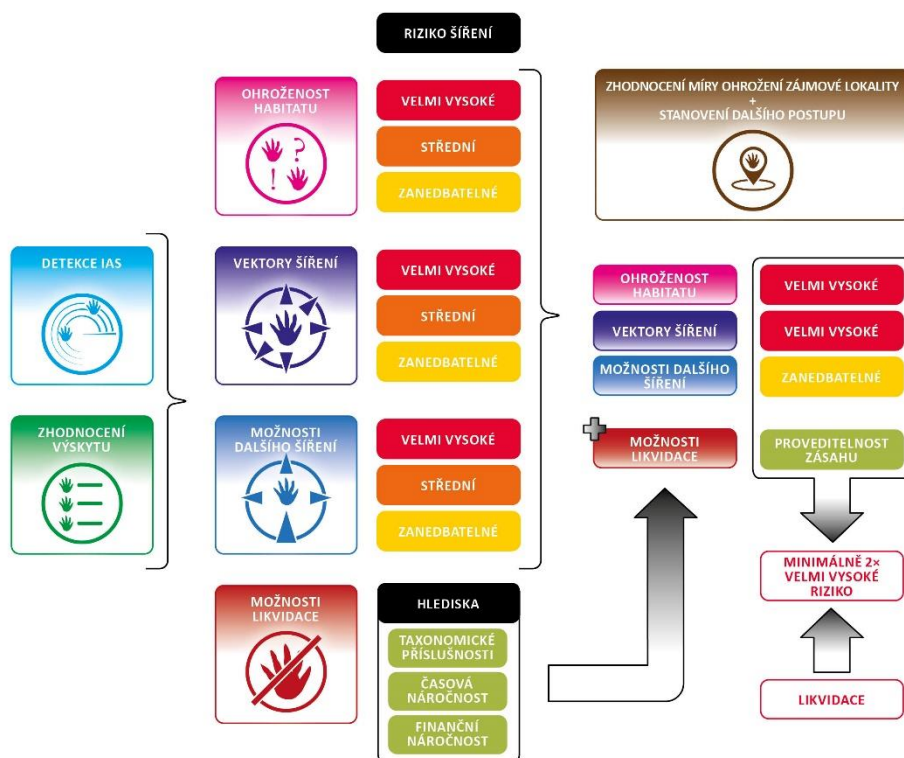 RIZIKO ŠÍŘENÍ
OHROŽENOST
HABITATU
? !
VELMI VYSOKÉ
STŘEDNÍ
ZANEDBATELNÉ
ZHODNOCENÍ MÍRY OHROŽENÍ ZÁJMOVÉ LOKALITY
+
STANOVENÍ DALŠÍHO POSTUPU
DETEKCE IAS
VEKTORY ŠÍŘENÍ
VELMI VYSOKÉ
STŘEDNÍ
ZANEDBATELNÉ
ZHODNOCENÍ
VÝSKYTU
MOŽNOSTI
DALŠÍHO ŠÍŘENÍ
VELMI VYSOKÉ
STŘEDNÍ
ZANEDBATELNÉ
MOŽNOSTI
LIKVIDACE
HLEDISKA
TAXONOMICKÉ
PŘÍSLUŠNOSTI
ČASOVÁ
NÁROČNOST
FINANČNÍ
NÁROČNOST
OHROŽENOST
HABITATU
VELMI VYSOKÉ
VEKTORY ŠÍŘENÍ
VELMI VYSOKÉ
MOŽNOSTI DALŠÍHO
ŠÍŘENÍ
ZANEDBATELNÉ
MOŽNOSTI
LIKVIDACE
PROVEDITELNOST
ZÁSAHU
MINIMÁLNĚ 2×
VELMI VYSOKÉ
RIZIKO
LIKVIDACE